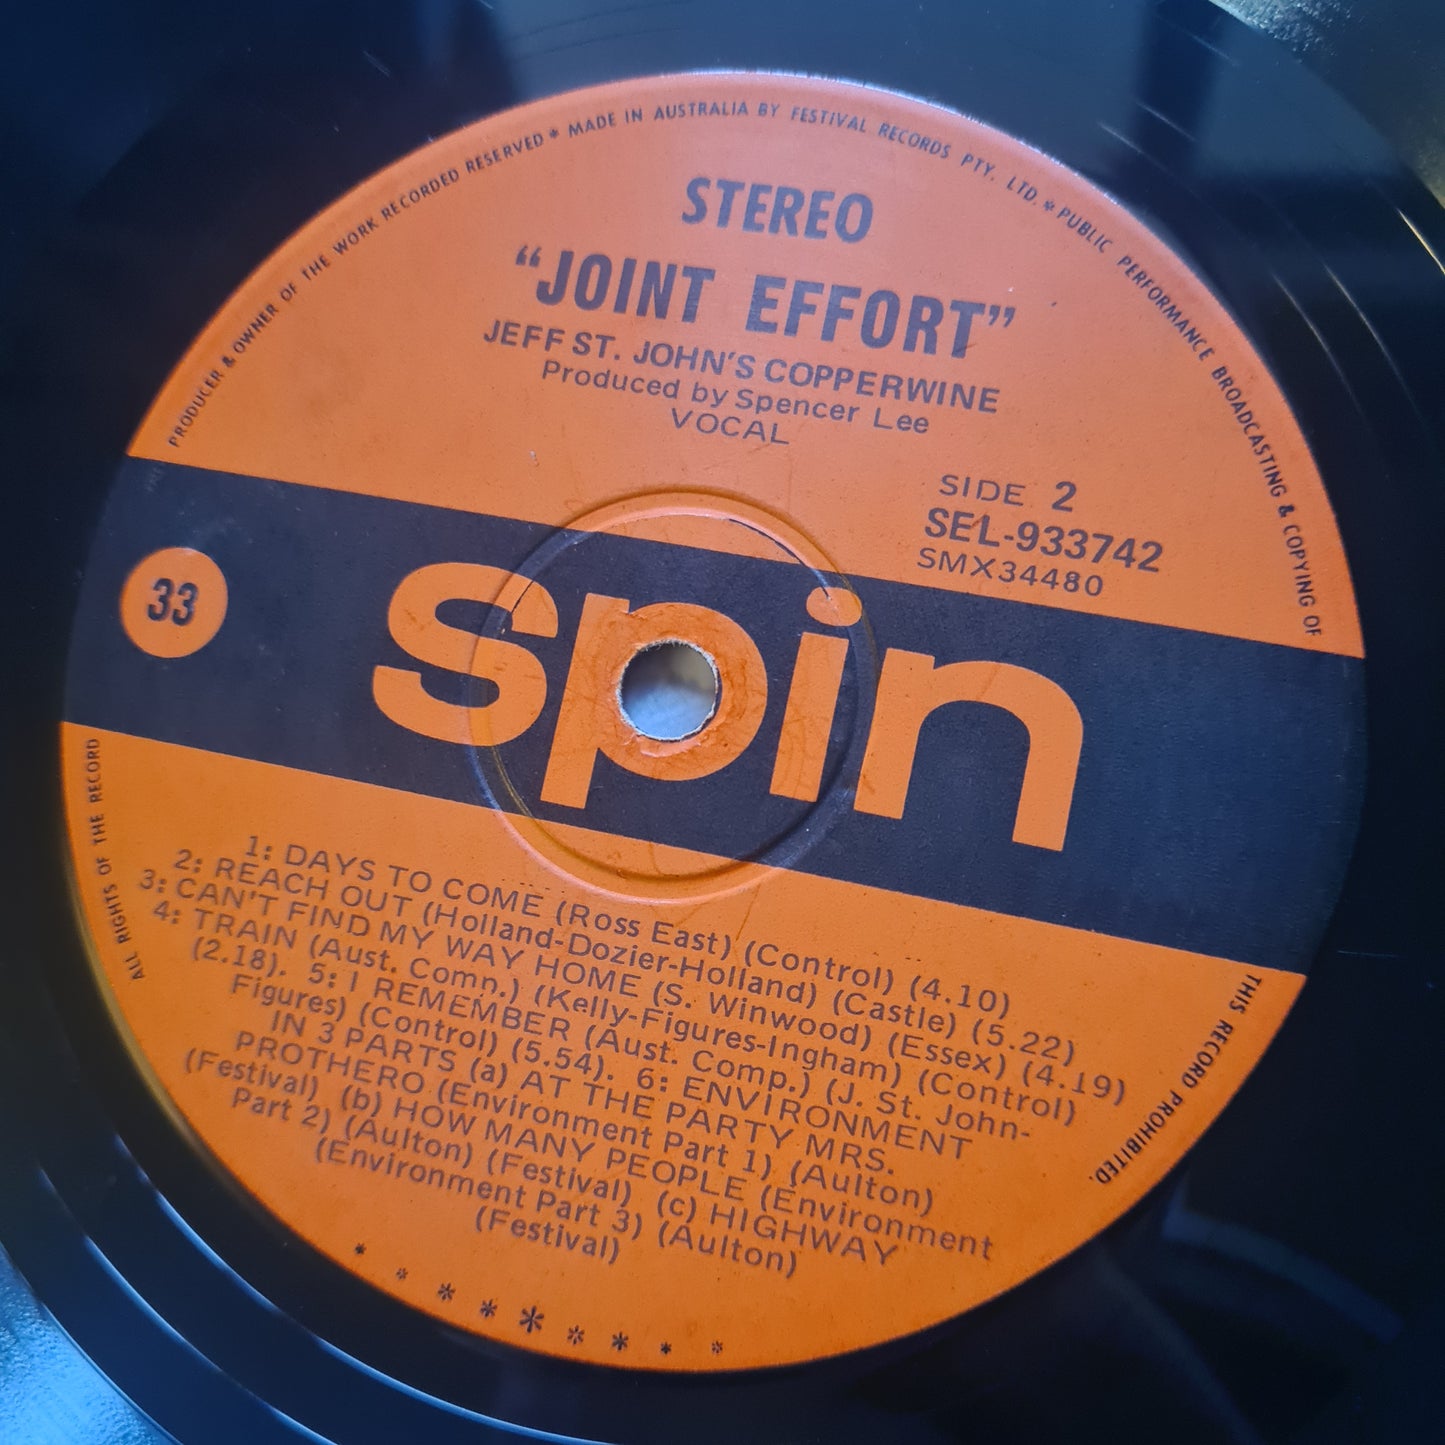 PRODUCER & OWNER OF THE WORK RECORDED RESERVED * MADE IN AUSTRALIA BY FESTIVAL RECORDS PTY. LTD. * PUBLIC PERFORMANCE BROADCASTING & COPYING OF
STEREO
"JOINT EFFORT"
JEFF ST. JOHN'S COPPERWINE
Produced by Spencer Lee
VOCAL
SIDE 2
SEL-933742
SMX34480
33
spin
ALL RIGHTS OF THE RECORD
THIS RECORD PROHIBITED.
1: DAYS TO COME (Ross East) (Control) (4.10)
2: REACH OUT (Holland-Dozier-Holland) (Castle) (5.22)
3: CAN'T FIND MY WAY HOME (S. Winwood) (Essex) (4.19)
4: TRAIN (Aust. Comp.) (Kelly-Figures-Ingham) (Control)
(2.18). 5: I REMEMBER (Aust. Comp.) (J. St. John-
Figures) (Control) (5.54). 6: ENVIRONMENT
IN 3 PARTS (a) AT THE PARTY MRS.
PROTHERO (Environment Part 1) (Aulton)
(Festival) (b) HOW MANY PEOPLE (Environment
Part 2) (Aulton) (Festival) (c) HIGHWAY
(Environment Part 3) (Aulton)
(Festival)
* * * * * * * * *